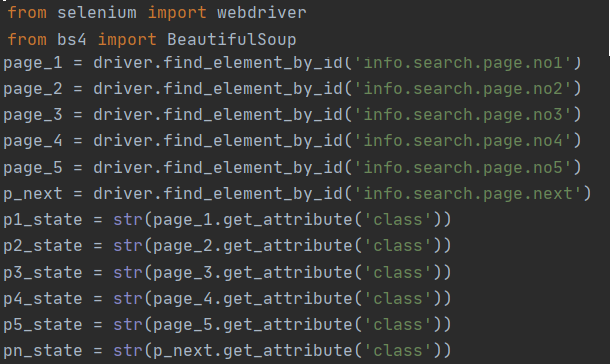 from selenium import webdriver
from bs4 import BeautifulSoup
page_1 = driver.find_element_by_id('info.search.page.no1')
page_2 = driver.find_element_by_id('info.search.page.no2')
page_3 = driver.find_element_by_id('info.search.page.no3')
page_4 = driver.find_element_by_id('info.search.page.no4')
page_5 = driver.find_element_by_id('info.search.page.no5')
p_next = driver.find_element_by_id('info.search.page.next')
p1_state = str(page_1.get_attribute('class'))
p2_state = str(page_2.get_attribute('class'))
p3_state = str(page_3.get_attribute('class'))
p4_state = str(page_4.get_attribute('class'))
p5_state = str(page_5.get_attribute('class'))
pn_state = str(p_next.get_attribute('class'))